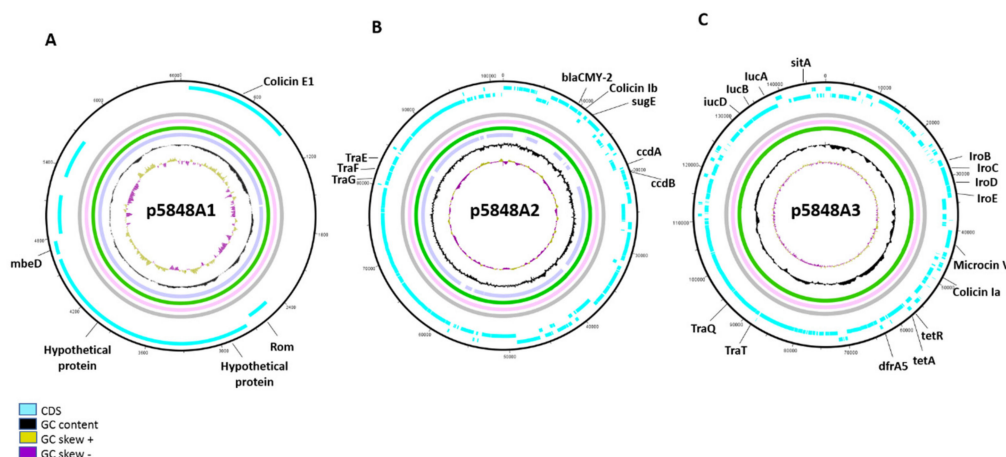 A
B
C
Colicin E1
blaCMY-2
Colicin Ib
sugE
sitA
IucA
IucB
iucD
TraE
TraF
TraG
ccdA
ccdB
IroB
IroC
IroD
IroE
p5848A1
p5848A2
p5848A3
mbeD
Microcin V
Colicin Ia
Hypothetical
protein
Rom
Hypothetical
protein
TraQ
TraT
tetR
tetA
dfrA5
CDS
GC content
GC skew +
GC skew -